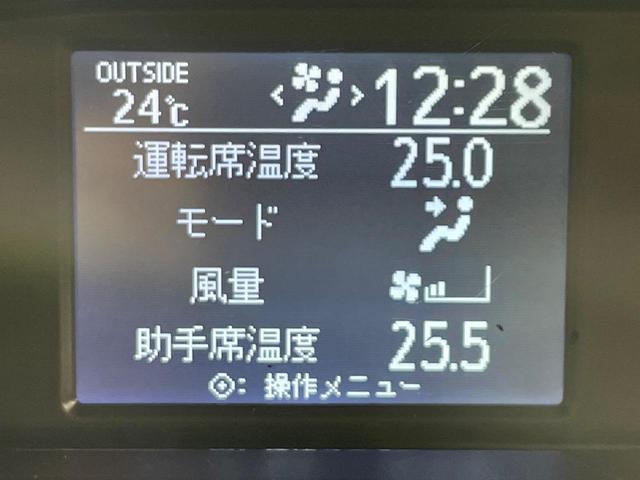 OUTSIDE
24℃
12:28
運転席温度 25.0
モード
風量
助手席温度 25.5
: 操作メニュー